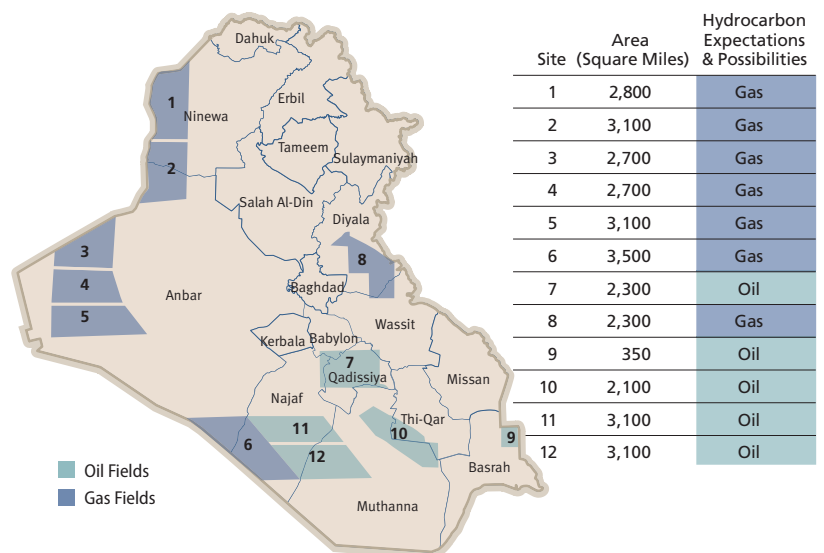 Dahuk
1
Ninewa
Erbil
2
Tameem
Sulaymaniyah
Salah Al-Din
Diyala
3
8
4
Anbar
Baghdad
5
Wassit
Kerbala
Babylon
7
Qadissiya
Missan
Najaf
Thi-Qar
11
10
9
6
12
Basrah
Muthanna
Oil Fields
Gas Fields
Hydrocarbon
Area Expectations
Site (Square Miles) & Possibilities
1 2,800 Gas
2 3,100 Gas
3 2,700 Gas
4 2,700 Gas
5 3,100 Gas
6 3,500 Gas
7 2,300 Oil
8 2,300 Gas
9 350 Oil
10 2,100 Oil
11 3,100 Oil
12 3,100 Oil